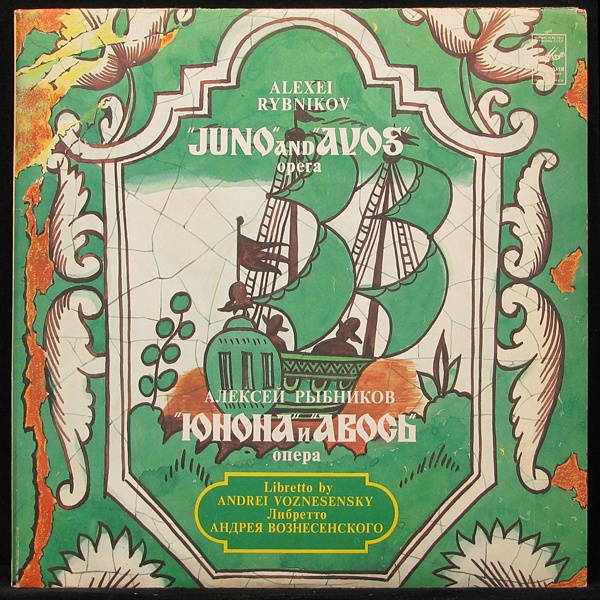 ALEXEI
RYBNIKOV
"JUNO" AND "AVOS"
opera
АЛЕКСЕЙ РЫБНИКОВ
"ЮНОНА" и "АВОСЬ"
опера
Libretto by
ANDREI VOZNESENSKY
Либретто
АНДРЕЯ ВОЗНЕСЕНСКОГО